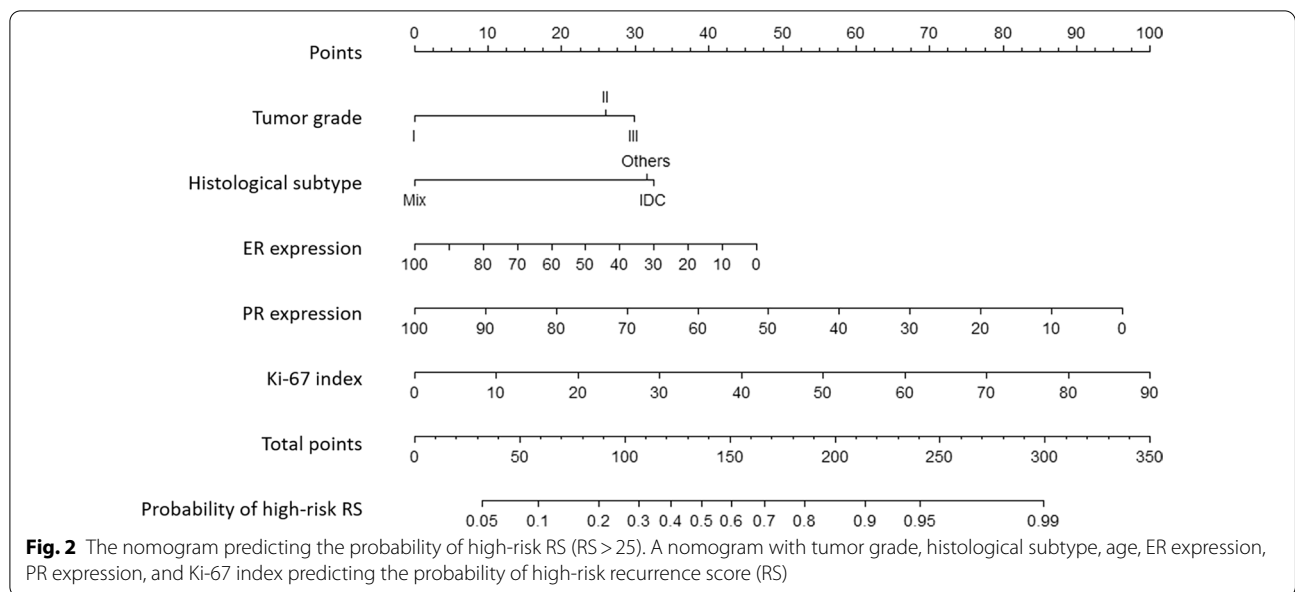 0 10 20 30 40 50 60 70 80 90 100
Points
II
Tumor grade
I III
Others
Histological subtype
Mix IDC
ER expression
100 80 70 60 50 40 30 20 10 0
PR expression
100 90 80 70 60 50 40 30 20 10 0
Ki-67 index
0 10 20 30 40 50 60 70 80 90
Total points
0 50 100 150 200 250 300 350
Probability of high-risk RS
0.05 0.1 0.2 0.3 0.4 0.5 0.6 0.7 0.8 0.9 0.95 0.99
Fig. 2 The nomogram predicting the probability of high-risk RS (RS > 25). A nomogram with tumor grade, histological subtype, age, ER expression,
PR expression, and Ki-67 index predicting the probability of high-risk recurrence score (RS)